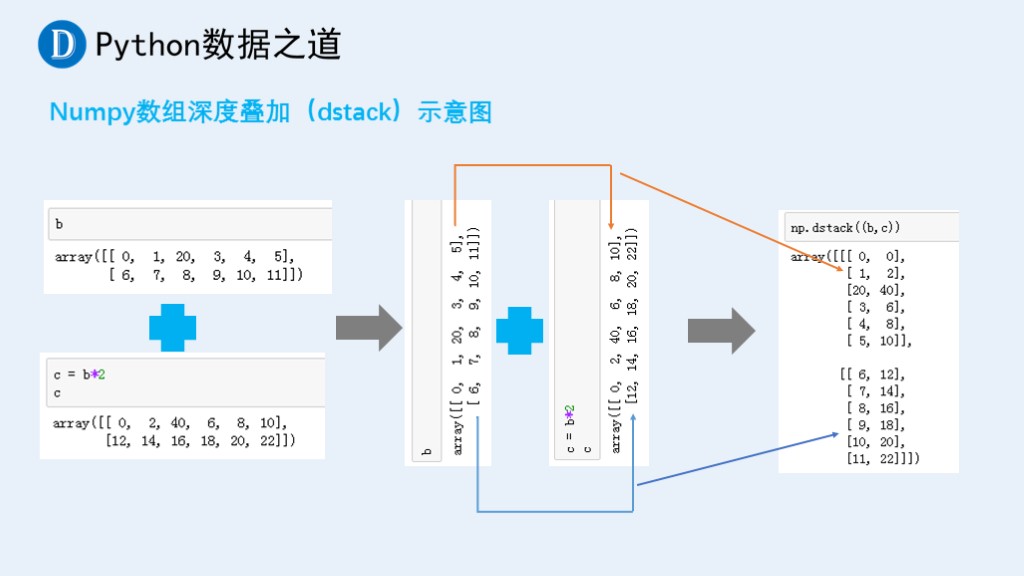 D Python数据之道
Numpy数组深度叠加（dstack）示意图
b
array([[ 0,  1, 20,  3,  4,  5],
       [ 6,  7,  8,  9, 10, 11]])
c = b*2
c
array([[ 0,  2, 40,  6,  8, 10],
       [12, 14, 16, 18, 20, 22]])
b
array([[ 0,  1, 20,  3,  4,  5],
       [ 6,  7,  8,  9, 10, 11]])
c = b*2
c
array([[ 0,  2, 40,  6,  8, 10],
       [12, 14, 16, 18, 20, 22]])
np.dstack((b,c))
array([[[ 0,  0],
        [ 1,  2],
        [20, 40],
        [ 3,  6],
        [ 4,  8],
        [ 5, 10]],
       [[ 6, 12],
        [ 7, 14],
        [ 8, 16],
        [ 9, 18],
        [10, 20],
        [11, 22]]])